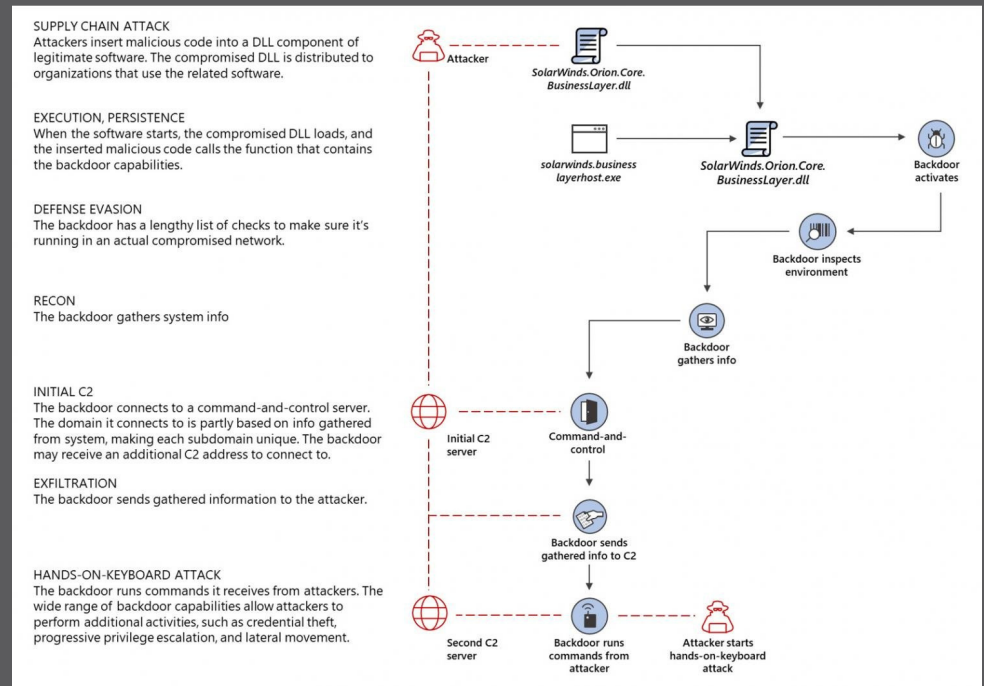 SUPPLY CHAIN ATTACK
Attackers insert malicious code into a DLL component of
legitimate software. The compromised DLL is distributed to
organizations that use the related software.
Attacker
SolarWinds.Orion.Core.
BusinessLayer.dll
EXECUTION, PERSISTENCE
When the software starts, the compromised DLL loads, and
the inserted malicious code calls the function that contains
the backdoor capabilities.
solarwinds.business
layerhost.exe
SolarWinds.Orion.Core.
BusinessLayer.dll
Backdoor
activates
DEFENSE EVASION
The backdoor has a lengthy list of checks to make sure it's
running in an actual compromised network.
Backdoor inspects
environment
RECON
The backdoor gathers system info
Backdoor
gathers info
INITIAL C2
The backdoor connects to a command-and-control server.
The domain it connects to is partly based on info gathered
from system, making each subdomain unique. The backdoor
may receive an additional C2 address to connect to.
Initial C2
server
Command-and-
control
EXFILTRATION
The backdoor sends gathered information to the attacker.
Backdoor sends
gathered info to C2
HANDS-ON-KEYBOARD ATTACK
The backdoor runs commands it receives from attackers. The
wide range of backdoor capabilities allow attackers to
perform additional activities, such as credential theft,
progressive privilege escalation, and lateral movement.
Second C2
server
Backdoor runs
commands from
attacker
Attacker starts
hands-on-keyboard
attack